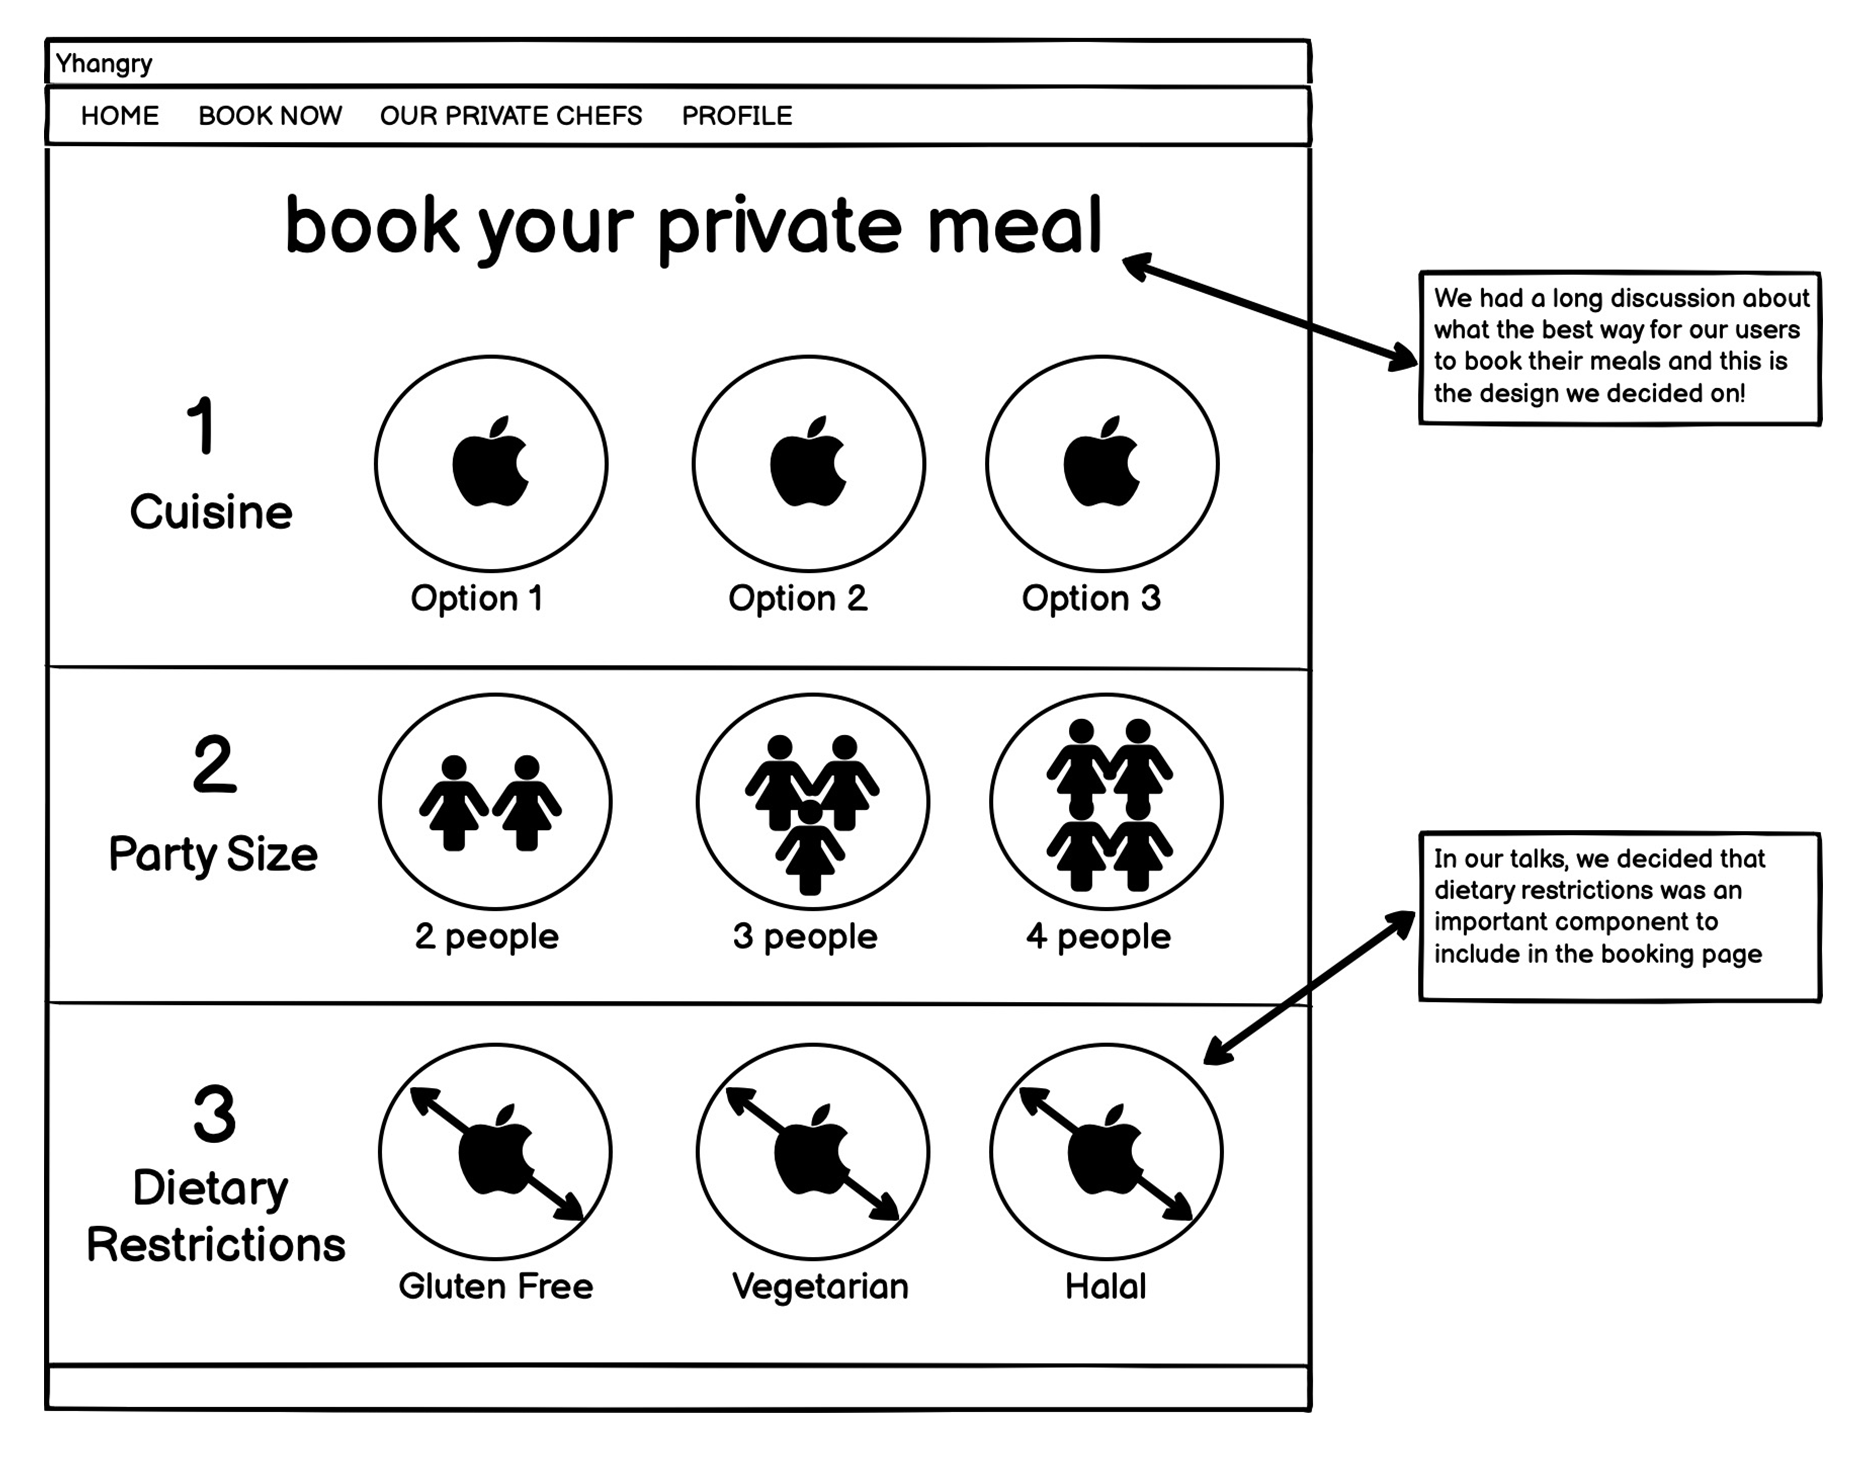 Yhangry
HOME BOOK NOW OUR PRIVATE CHEFS PROFILE
book your private meal
We had a long discussion about
what the best way for our users
to book their meals and this is
the design we decided on!
1
Cuisine
Option 1 Option 2 Option 3
2
Party Size
2 people 3 people 4 people
In our talks, we decided that
dietary restrictions was an
important component to
include in the booking page
3
Dietary
Restrictions
Gluten Free Vegetarian Halal